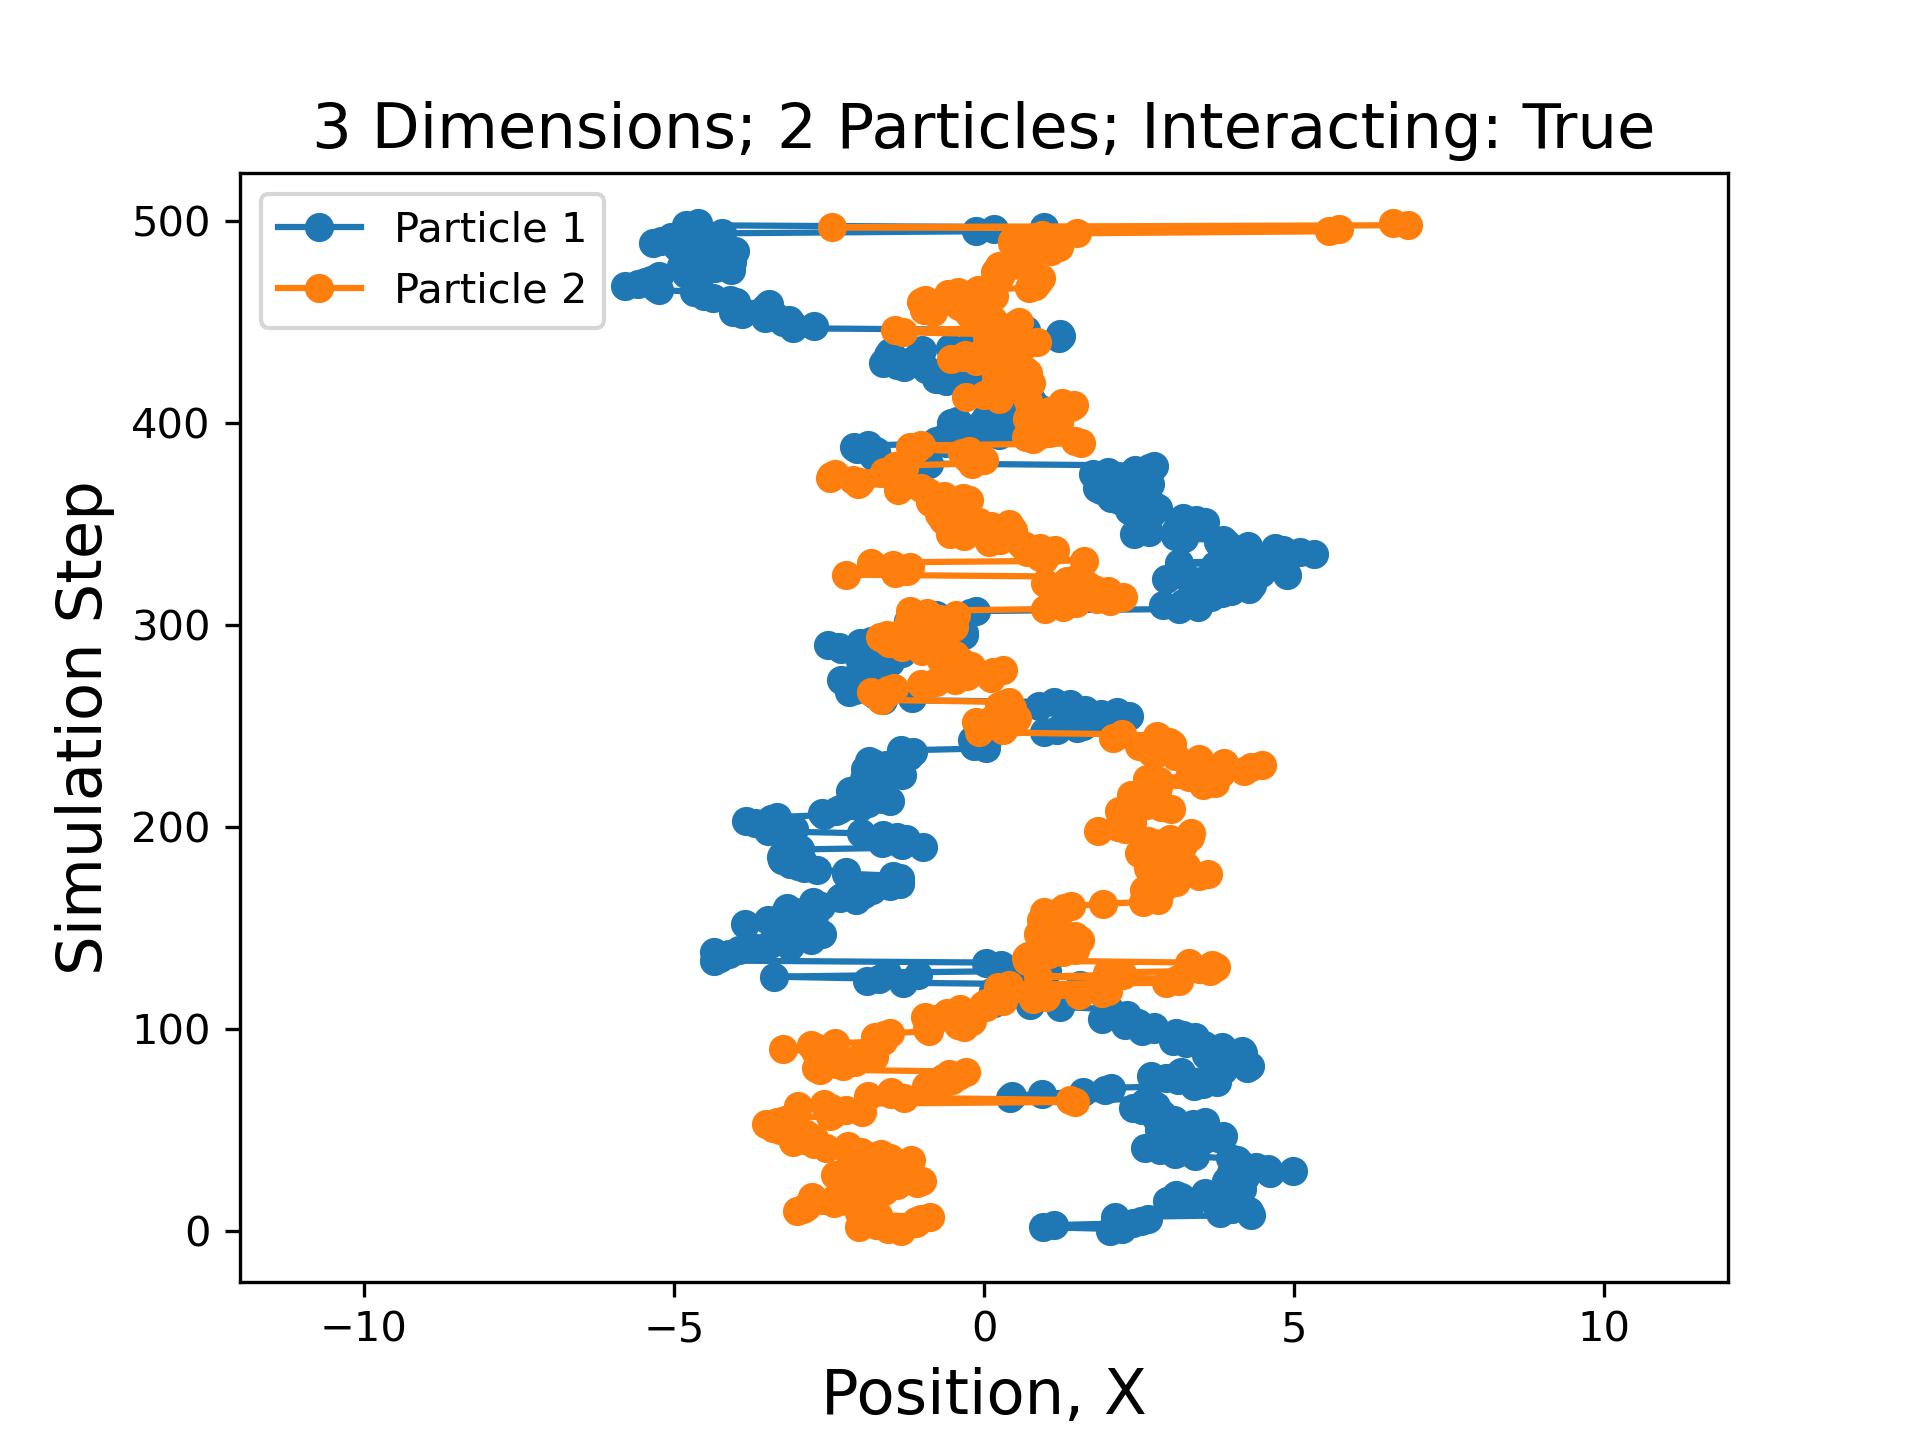 3 Dimensions; 2 Particles; Interacting: True
Particle 1
Particle 2
Simulation Step
500
400
300
200
100
0
−10
−5
0
5
10
Position, X